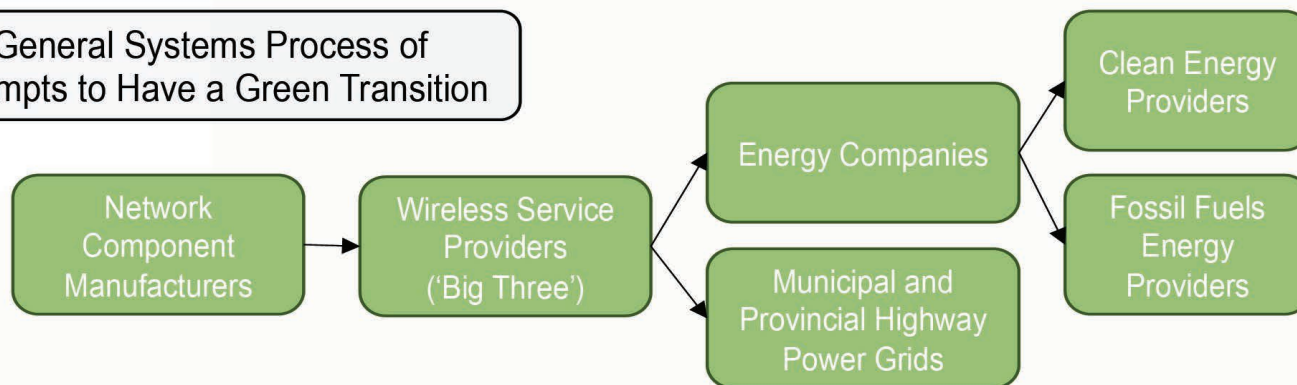 General Systems Process of
to Have a Green Transition
Network
Component
Manufacturers
Wireless Service
Providers
(‘Big Three’)
Energy Companies
Municipal and
Provincial Highway
Power Grids
Clean Energy
Providers
Fossil Fuels
Energy
Providers